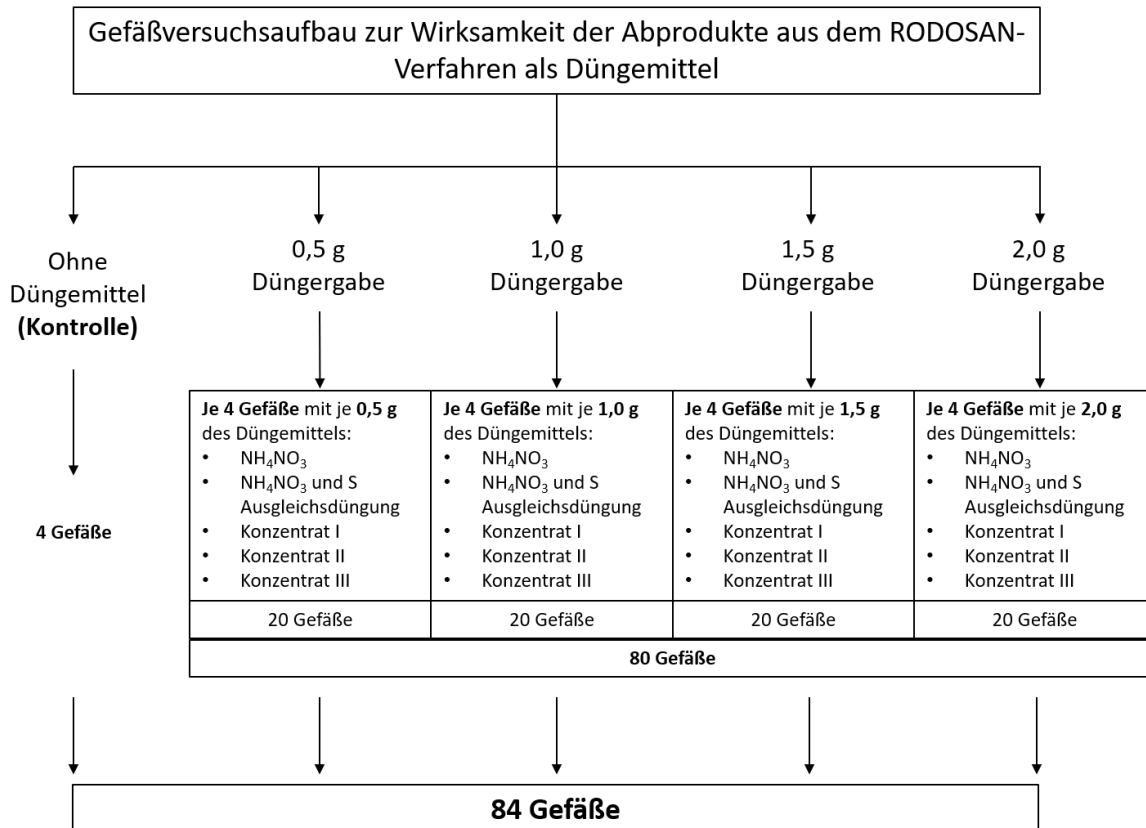 Gefäßversuchsaufbau zur Wirksamkeit der Abprodukte aus dem RODOSAN-
Verfahren als Düngemittel
Ohne
Düngemittel
(Kontrolle)
0,5 g
Düngergabe
1,0 g
Düngergabe
1,5 g
Düngergabe
2,0 g
Düngergabe
4 Gefäße
Je 4 Gefäße mit je 0,5 g
des Düngemittels:
• NH₄NO₃
• NH₄NO₃ und S
Ausgleichsdüngung
• Konzentrat I
• Konzentrat II
• Konzentrat III
20 Gefäße
Je 4 Gefäße mit je 1,0 g
des Düngemittels:
• NH₄NO₃
• NH₄NO₃ und S
Ausgleichsdüngung
• Konzentrat I
• Konzentrat II
• Konzentrat III
20 Gefäße
Je 4 Gefäße mit je 1,5 g
des Düngemittels:
• NH₄NO₃
• NH₄NO₃ und S
Ausgleichsdüngung
• Konzentrat I
• Konzentrat II
• Konzentrat III
20 Gefäße
Je 4 Gefäße mit je 2,0 g
des Düngemittels:
• NH₄NO₃
• NH₄NO₃ und S
Ausgleichsdüngung
• Konzentrat I
• Konzentrat II
• Konzentrat III
20 Gefäße
80 Gefäße
84 Gefäße